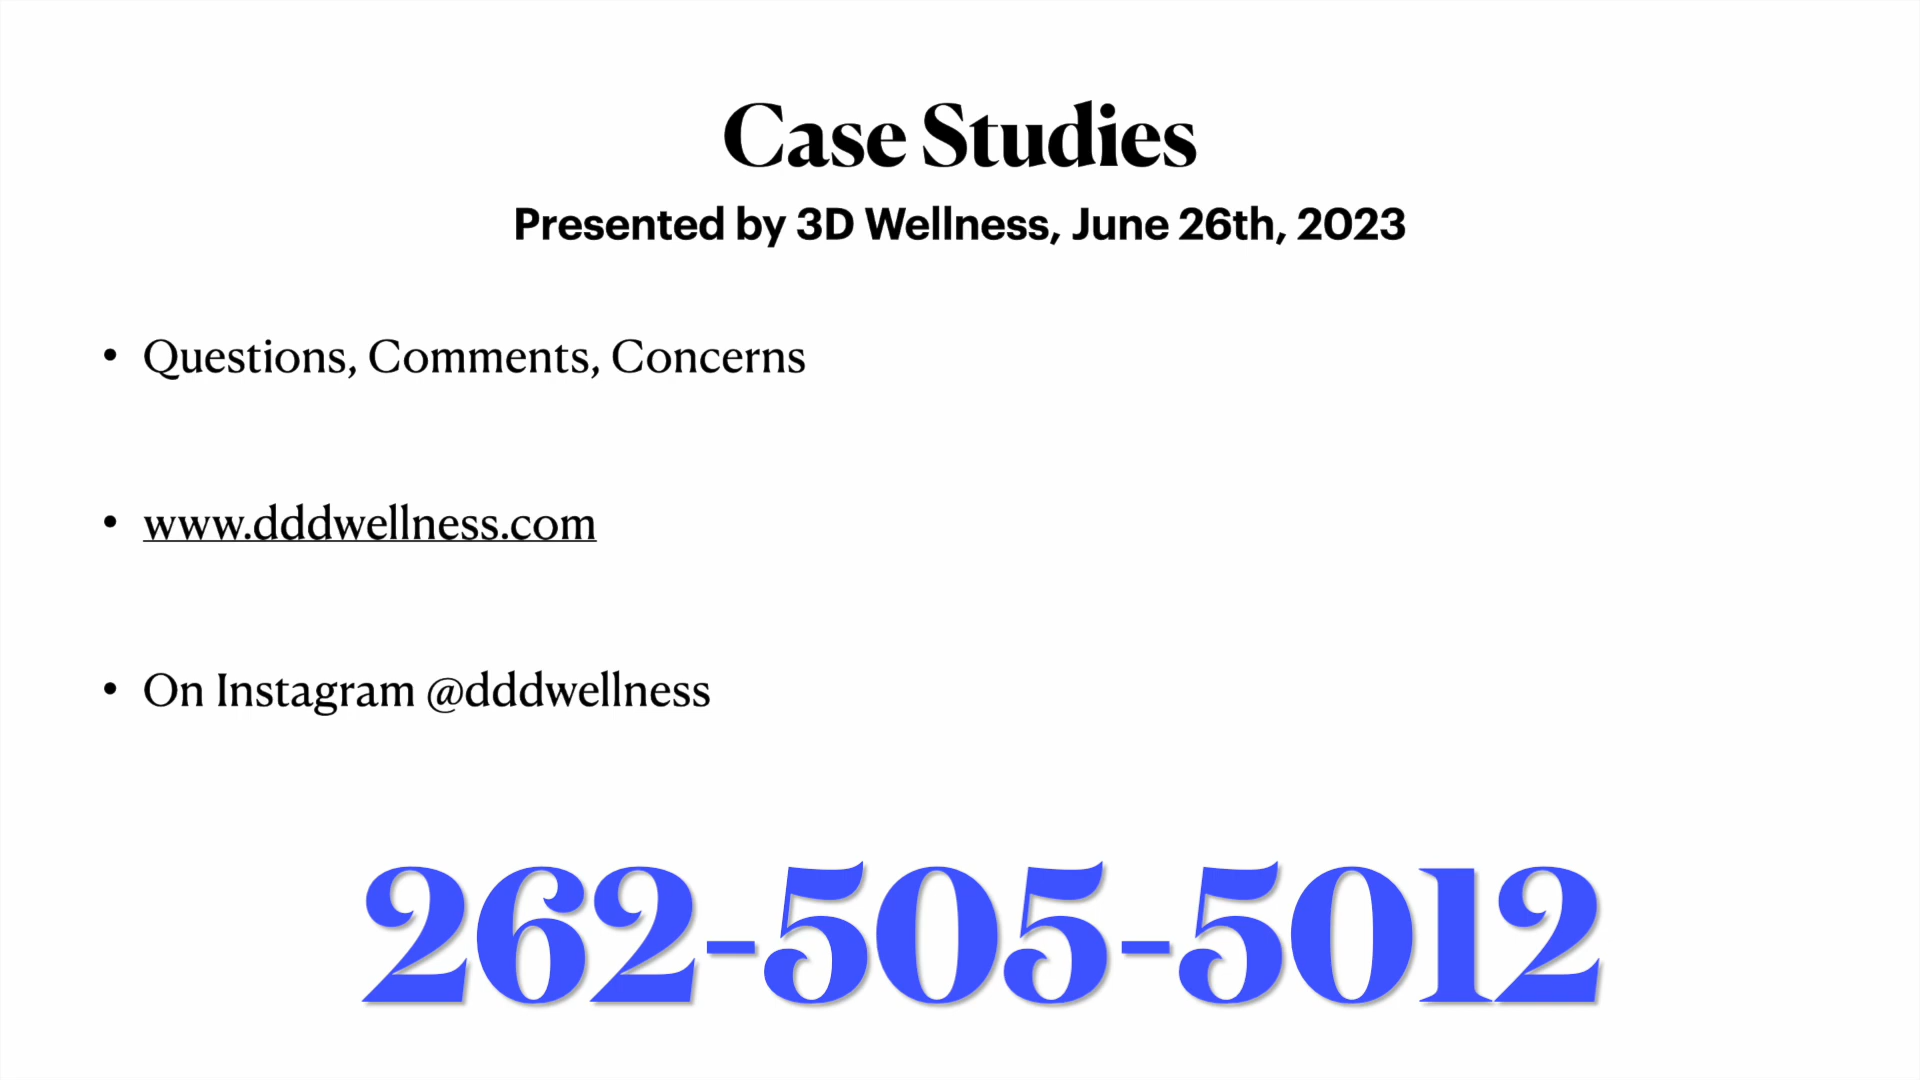 Case Studies
Presented by 3D Wellness, June 26th, 2023
• Questions, Comments, Concerns
• www.dddwellness.com
• On Instagram @dddwellness
262-505-5012